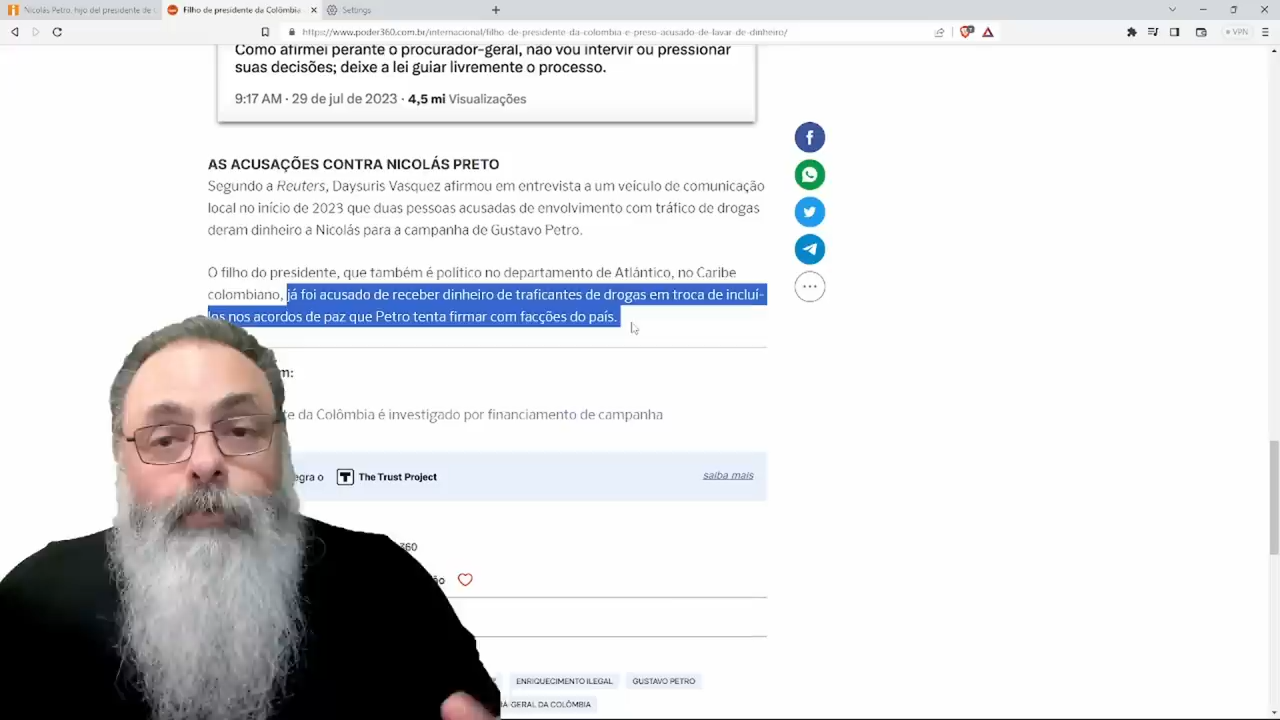 Nicolás Petro, hijo del presidente de
Filho de presidente da Colômbia
Settings
https://www.poder360.com.br/internacional/filho-de-presidente-da-colombia-e-preso-acusado-de-lavar-de-dinheiro/
VPN
Como afirmei perante o procurador-geral, não vou intervir ou pressionar
suas decisões; deixe a lei guiar livremente o processo.
9:17 AM · 29 de jul de 2023 · 4,5 mi Visualizações
AS ACUSAÇÕES CONTRA NICOLÁS PRETO
Segundo a Reuters, Daysuris Vasquez afirmou em entrevista a um veículo de comunicação
local no início de 2023 que duas pessoas acusadas de envolvimento com tráfico de drogas
deram dinheiro a Nicolás para a campanha de Gustavo Petro.
O filho do presidente, que também é político no departamento de Atlántico, no Caribe
colombiano, já foi acusado de receber dinheiro de traficantes de drogas em troca de incluí-
los nos acordos de paz que Petro tenta firmar com facções do país.
m:
te da Colômbia é investigado por financiamento de campanha
egra o The Trust Project
saiba mais
360
ão
ENRIQUECIMENTO ILEGAL
GUSTAVO PETRO
-GERAL DA COLÔMBIA